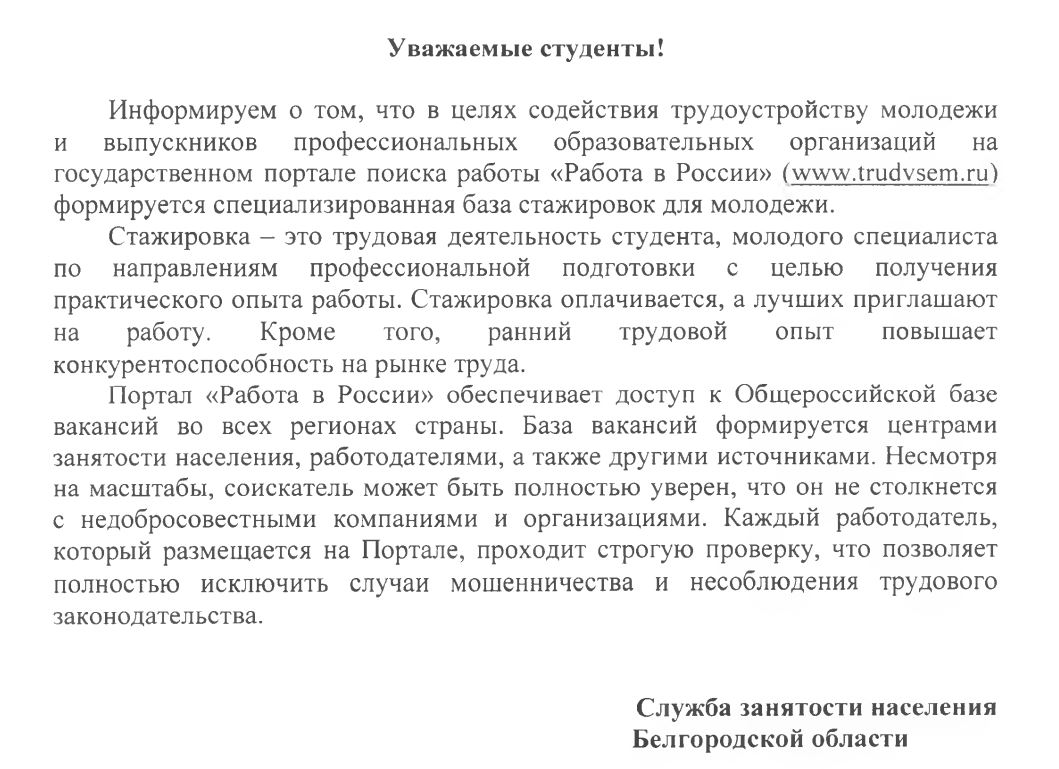 Уважаемые студенты!
Информируем о том, что в целях содействия трудоустройству молодежи
и выпускников профессиональных образовательных организаций на
государственном портале поиска работы «Работа в России» (www.trudvsem.ru)
формируется специализированная база стажировок для молодежи.
Стажировка – это трудовая деятельность студента, молодого специалиста
по направлениям профессиональной подготовки с целью получения
практического опыта работы. Стажировка оплачивается, а лучших приглашают
на работу. Кроме того, ранний трудовой опыт повышает
конкурентоспособность на рынке труда.
Портал «Работа в России» обеспечивает доступ к Общероссийской базе
вакансий во всех регионах страны. База вакансий формируется центрами
занятости населения, работодателями, а также другими источниками. Несмотря
на масштабы, соискатель может быть полностью уверен, что он не столкнется
с недобросовестными компаниями и организациями. Каждый работодатель,
который размещается на Портале, проходит строгую проверку, что позволяет
полностью исключить случаи мошенничества и несоблюдения трудового
законодательства.
Служба занятости населения
Белгородской области